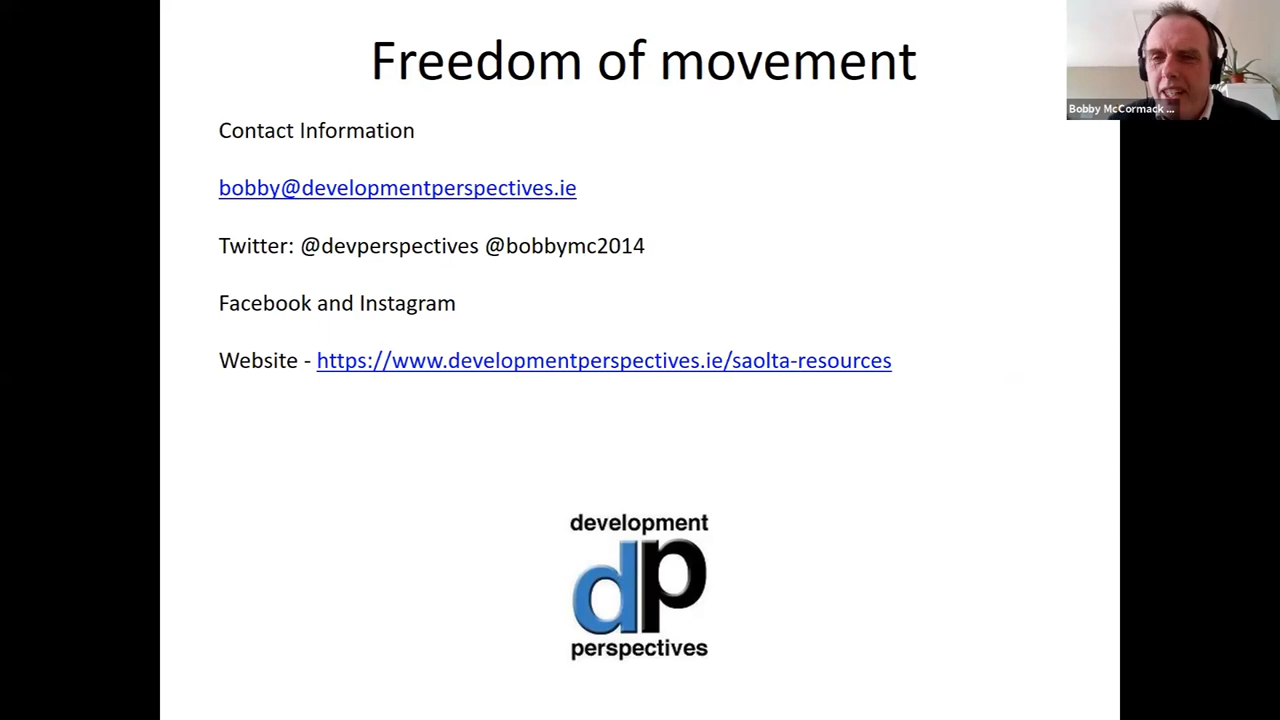 Freedom of movement
Bobby McCormack ...
Contact Information
bobby@developmentperspectives.ie
Twitter: @devperspectives @bobbymc2014
Facebook and Instagram
Website - https://www.developmentperspectives.ie/saolta-resources
development
dp
perspectives